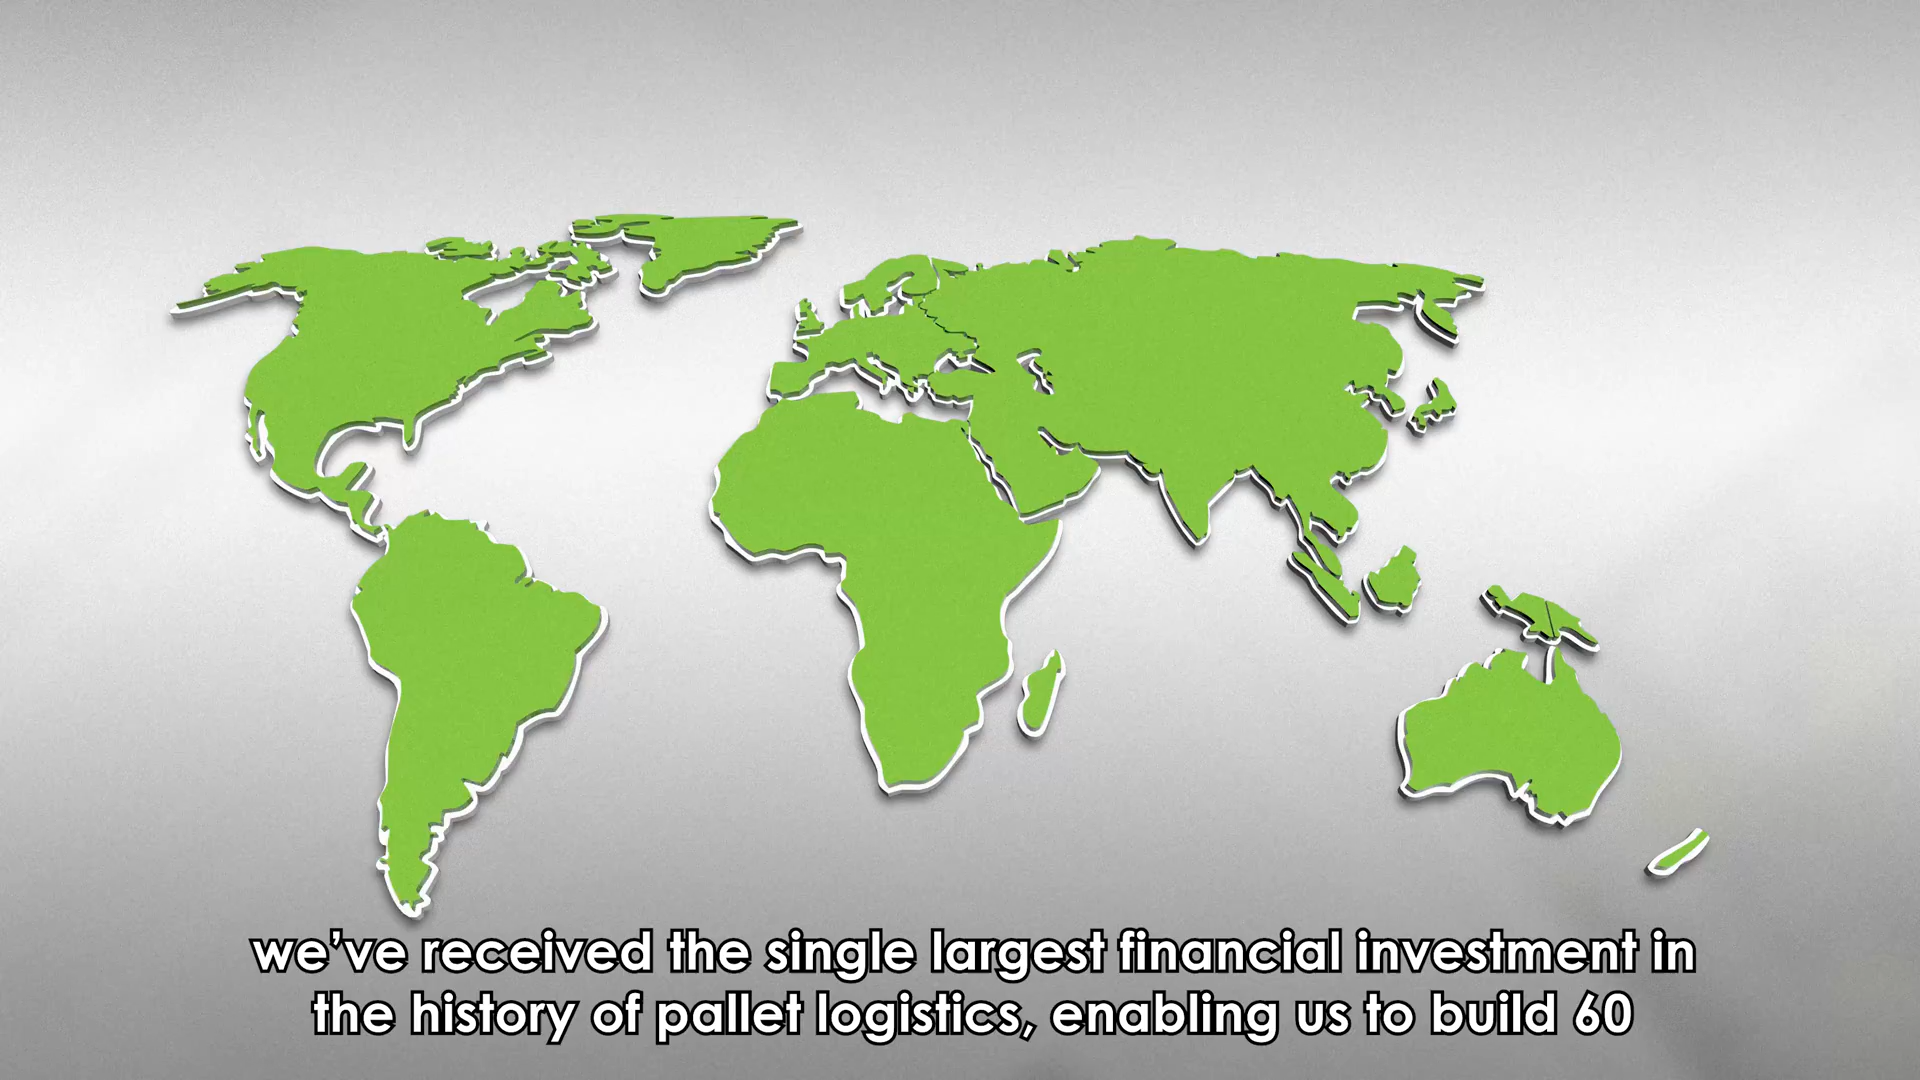 we've received the single largest financial investment in
the history of pallet logistics, enabling us to build 60